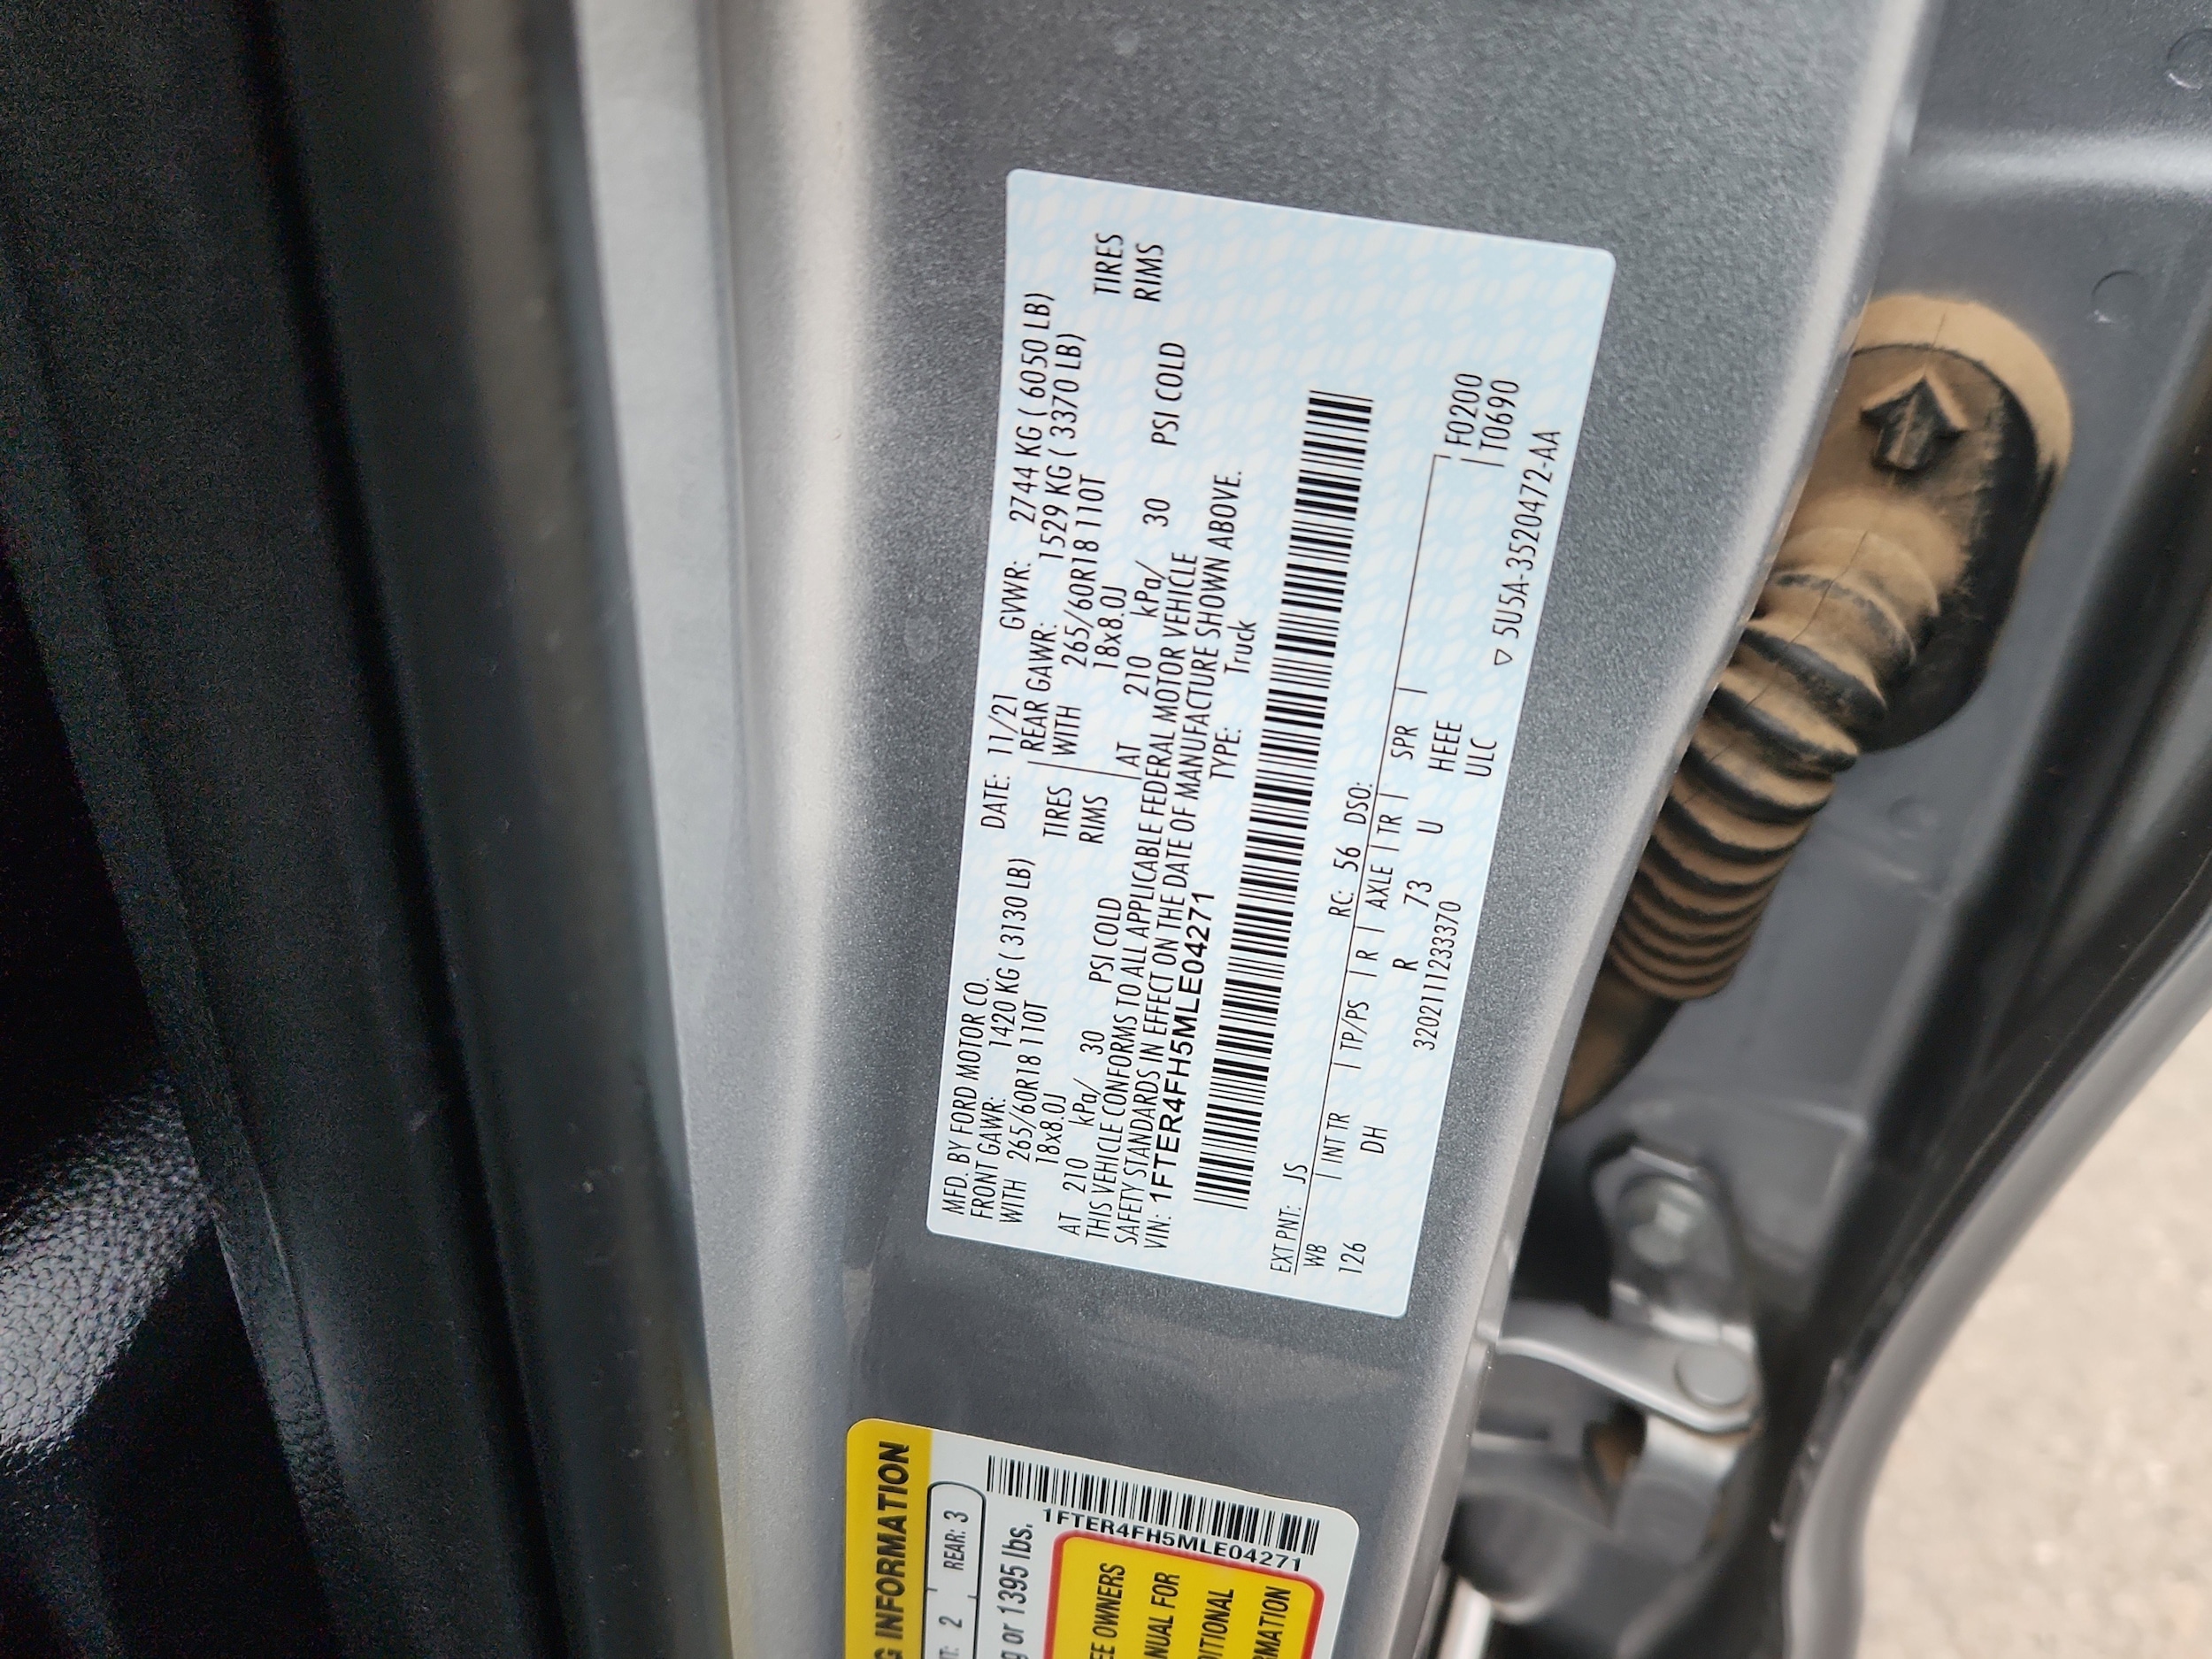 MFD. BY FORD MOTOR CO. DATE: 11/21 GVWR: 2744 KG ( 6050 LB)
FRONT GAWR: 1420 KG ( 3130 LB) REAR GAWR: 1529 KG ( 3370 LB)
WITH 265/60R18 110T TIRES WITH 265/60R18 110T TIRES
18x8.0J RIMS 18x8.0J RIMS
AT 210 kPa/ 30 PSI COLD AT 210 kPa/ 30 PSI COLD
THIS VEHICLE CONFORMS TO ALL APPLICABLE FEDERAL MOTOR VEHICLE
SAFETY STANDARDS IN EFFECT ON THE DATE OF MANUFACTURE SHOWN ABOVE.
VIN: 1FTER4FH5MLE04271 TYPE: Truck
EXT PNT: JS RC: 56 DSO:
WB | INT TR | TP/PS | R | AXLE | TR | SPR | F0200
126 DH R 73 U HEEE T0690
3202111233370 ULC ▽ 5U5A-3520472-AA
G INFORMATION
T: 2 REAR: 3
g or 1395 lbs.
1FTER4FH5MLE04271
EE OWNERS
NUAL FOR
ITIONAL
RMATION